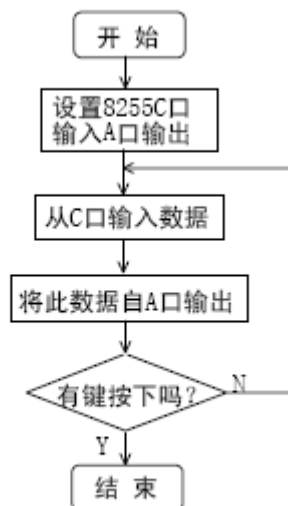 开 始
设置8255C口
输入A口输出
从C口输入数据
将此数据自A口输出
有键按下吗?
N
Y
结 束